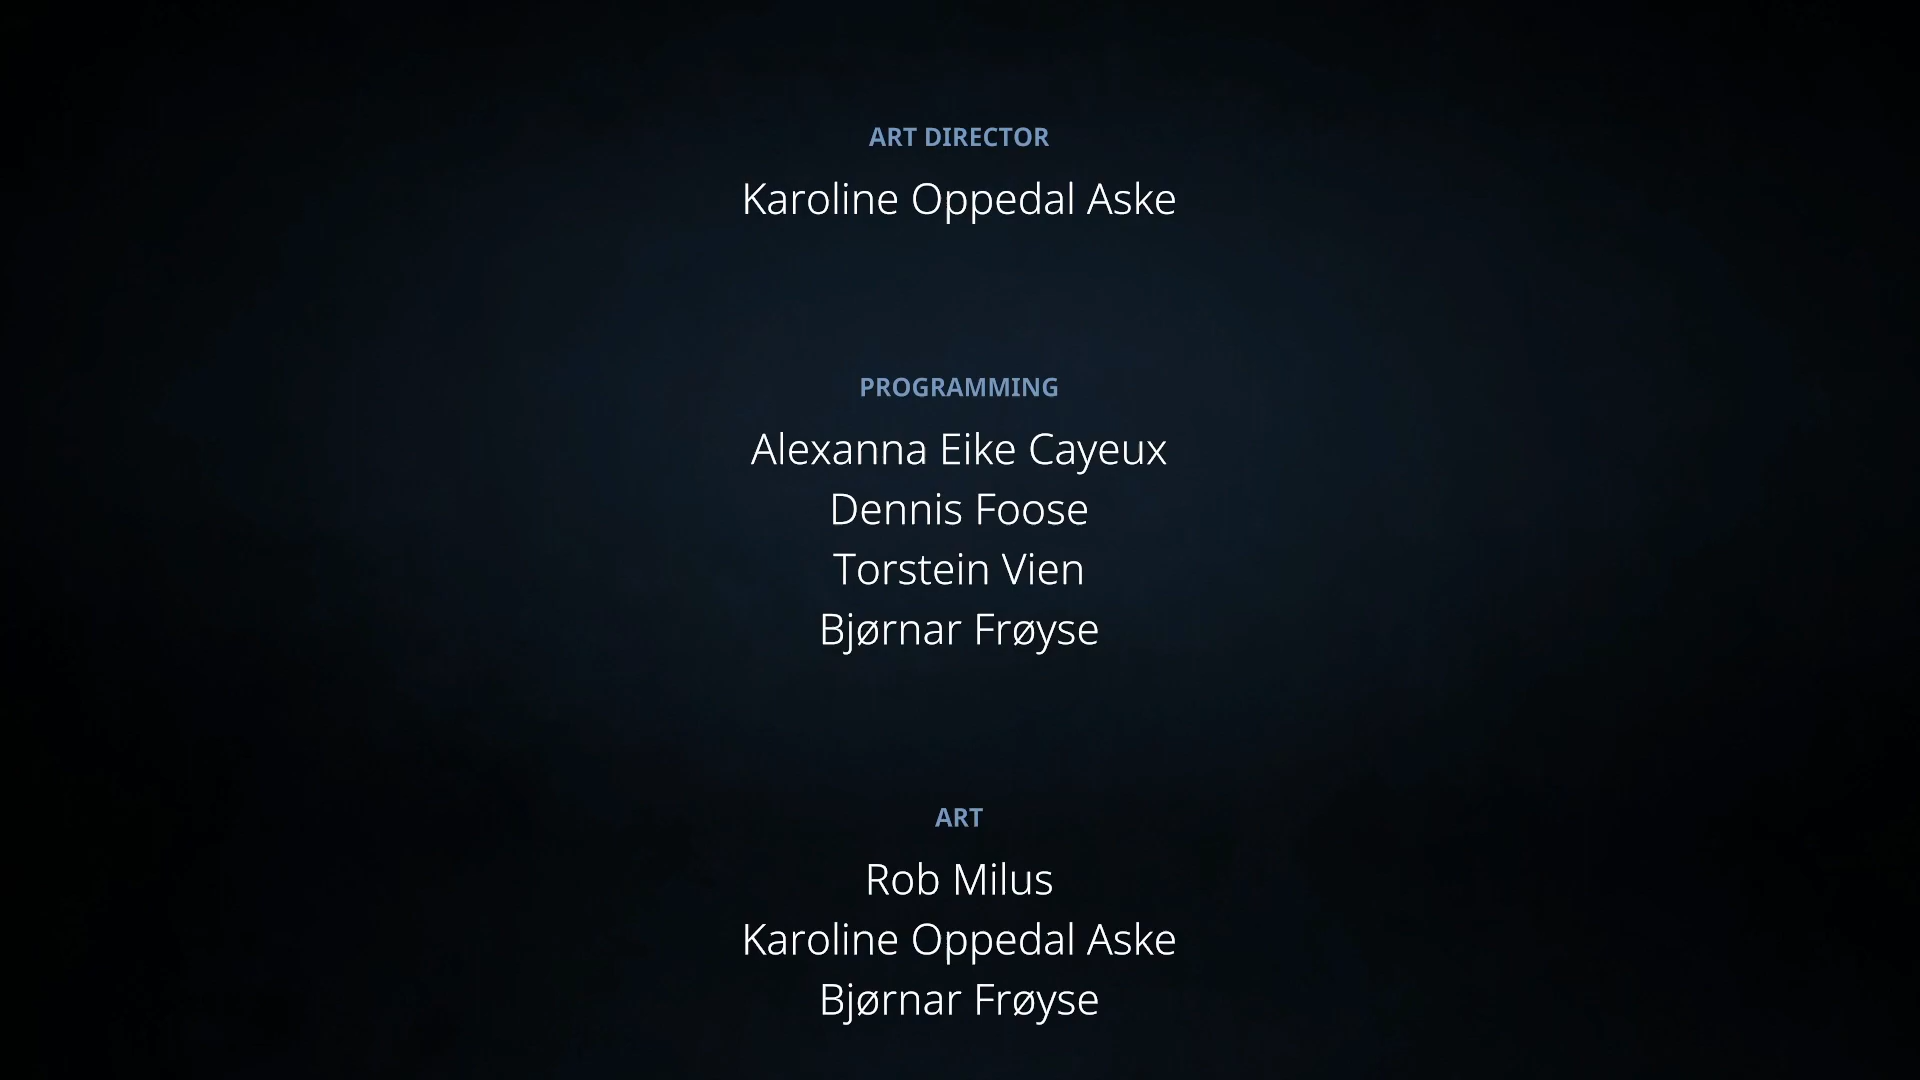 ART DIRECTOR
Karoline Oppedal Aske
PROGRAMMING
Alexanna Eike Cayeux
Dennis Foose
Torstein Vien
Bjørnar Frøyse
ART
Rob Milus
Karoline Oppedal Aske
Bjørnar Frøyse